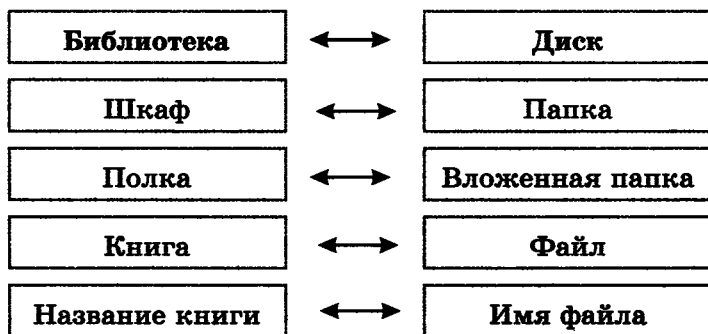 Библиотека Диск
Шкаф Папка
Полка Вложенная папка
Книга Файл
Название книги Имя файла